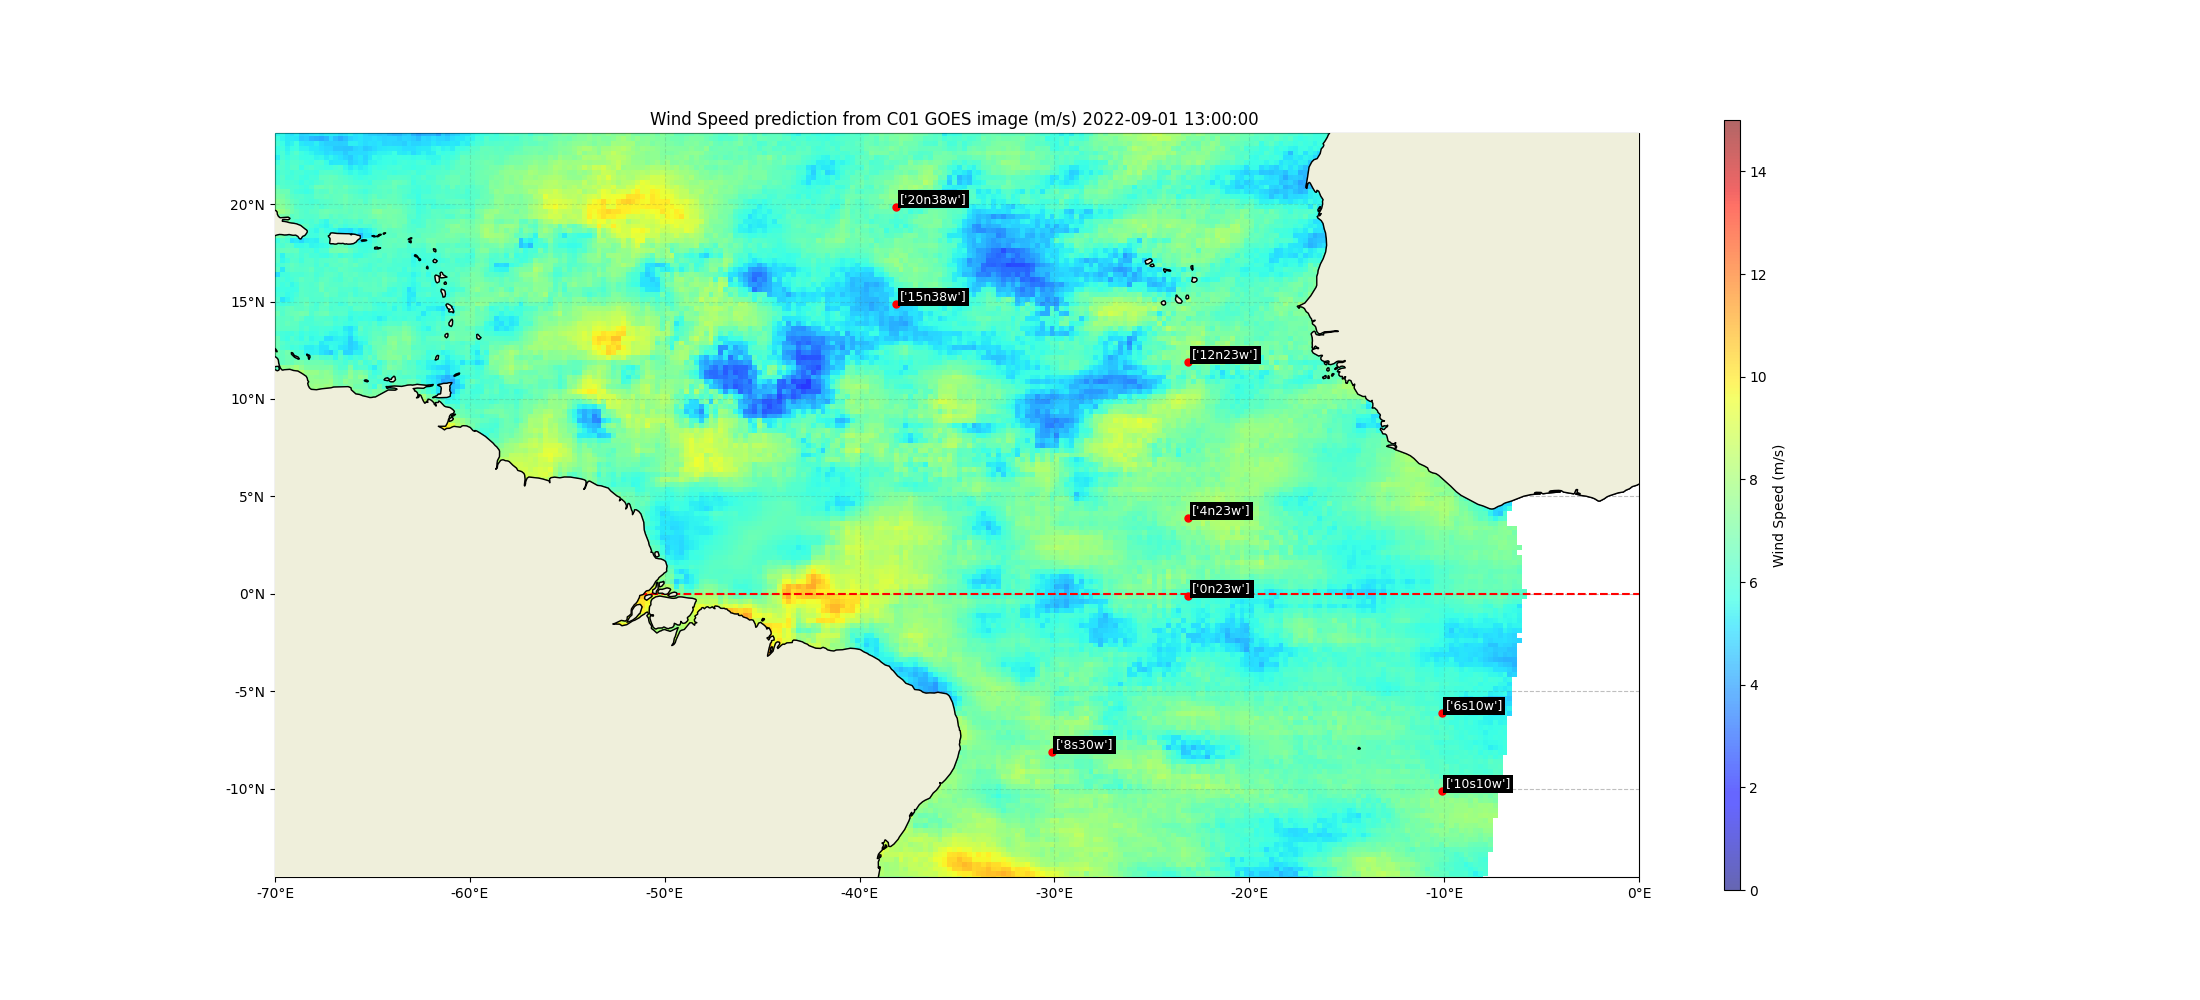 Wind Speed prediction from C01 GOES image (m/s) 2022-09-01 13:00:00
14
20°N
['20n38w']
12
15°N
['15n38w']
['12n23w']
10
10°N
8
5°N
['4n23w']
Wind Speed (m/s)
6
0°N
['0n23w']
4
-5°N
['6s10w']
['8s30w']
2
-10°N
['10s10w']
0
-70°E
-60°E
-50°E
-40°E
-30°E
-20°E
-10°E
0°E